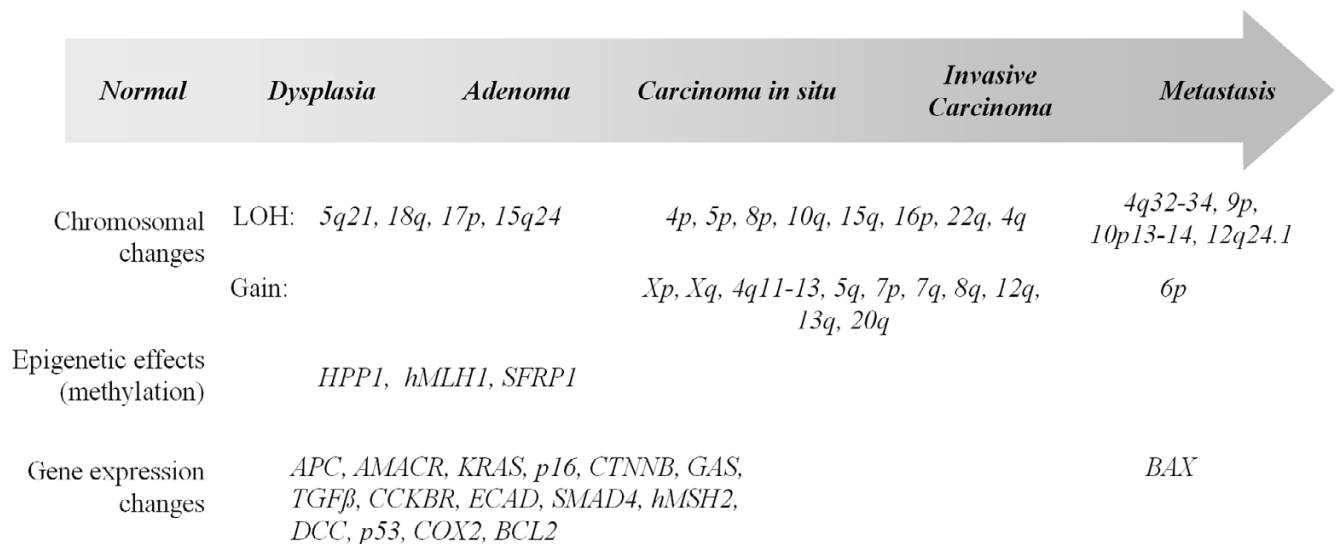 Normal Dysplasia Adenoma Carcinoma in situ Invasive Carcinoma Metastasis
Chromosomal changes
LOH: 5q21, 18q, 17p, 15q24
4p, 5p, 8p, 10q, 15q, 16p, 22q, 4q
4q32-34, 9p,
10p13-14, 12q24.1
Gain:
Xp, Xq, 4q11-13, 5q, 7p, 7q, 8q, 12q,
13q, 20q
6p
Epigenetic effects
(methylation)
HPP1, hMLH1, SFRP1
Gene expression
changes
APC, AMACR, KRAS, p16, CTNNB, GAS,
TGFβ, CCKBR, ECAD, SMAD4, hMSH2,
DCC, p53, COX2, BCL2
BAX